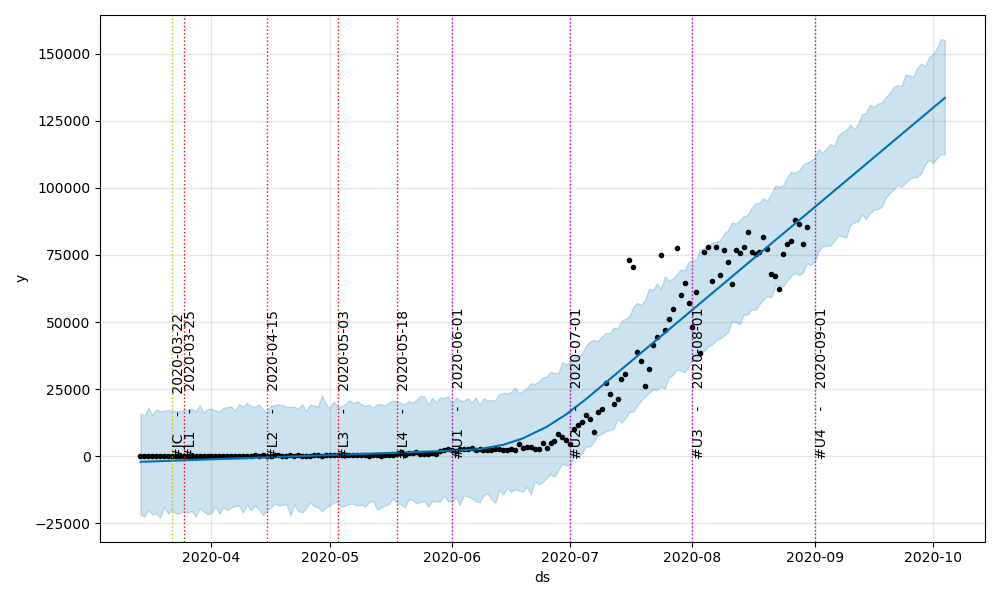 150000
125000
100000
75000
50000
25000
0
−25000
y
#JC - 2020-03-22
#L1 - 2020-03-25
#L2 - 2020-04-15
#L3 - 2020-05-03
#L4 - 2020-05-18
#U1 - 2020-06-01
#U2 - 2020-07-01
#U3 - 2020-08-01
#U4 - 2020-09-01
2020-04
2020-05
2020-06
2020-07
2020-08
2020-09
2020-10
ds